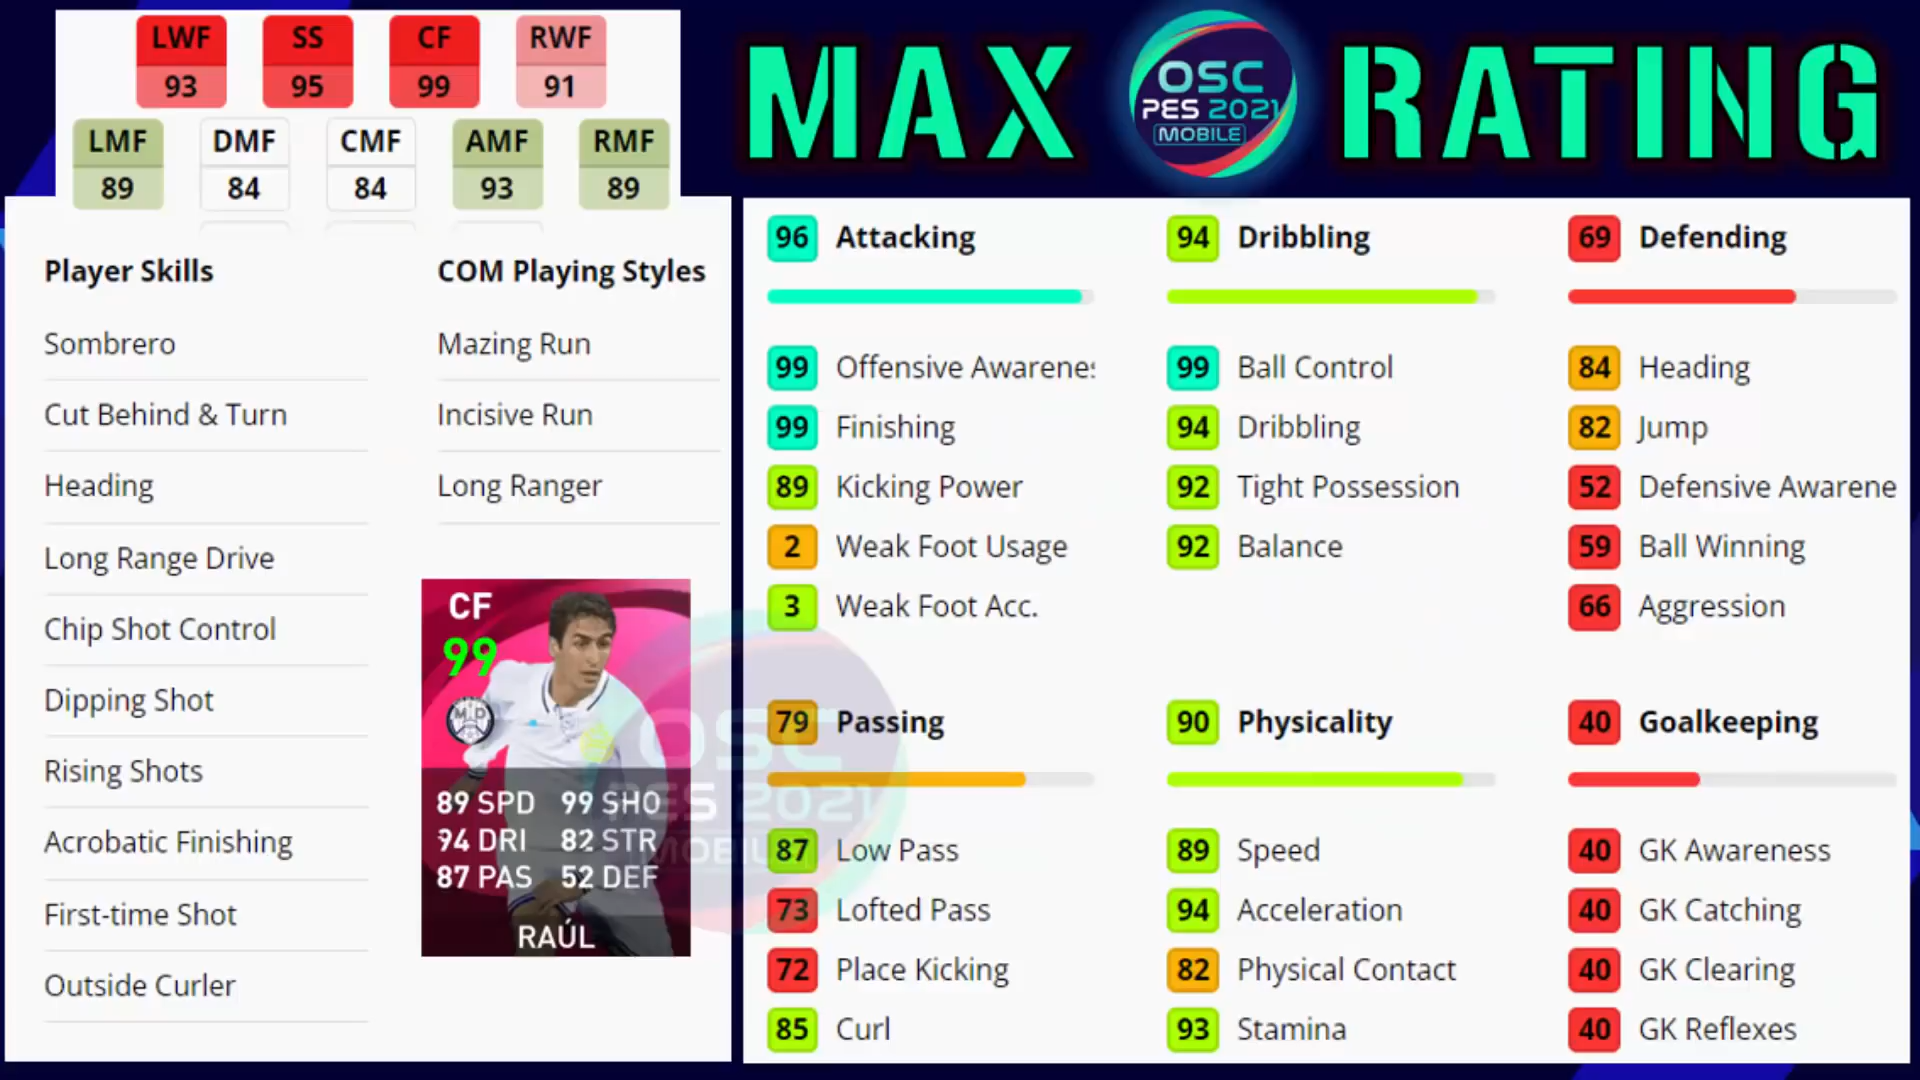 LWF SS CF RWF
93 95 99 91
LMF DMF CMF AMF RMF
89 84 84 93 89
MAX
OSC
PES 2021
MOBILE
RATING
Player Skills
Sombrero
Cut Behind & Turn
Heading
Long Range Drive
Chip Shot Control
Dipping Shot
Rising Shots
Acrobatic Finishing
First-time Shot
Outside Curler
COM Playing Styles
Mazing Run
Incisive Run
Long Ranger
CF
99
M D
89 SPD 99 SHO
94 DRI 82 STR
87 PAS 52 DEF
RAÚL
OSC
PES 2021
MOBIL
96 Attacking
99 Offensive Awarenes
99 Finishing
89 Kicking Power
2 Weak Foot Usage
3 Weak Foot Acc.
94 Dribbling
99 Ball Control
94 Dribbling
92 Tight Possession
92 Balance
69 Defending
84 Heading
82 Jump
52 Defensive Awarene
59 Ball Winning
66 Aggression
79 Passing
87 Low Pass
73 Lofted Pass
72 Place Kicking
85 Curl
90 Physicality
89 Speed
94 Acceleration
82 Physical Contact
93 Stamina
40 Goalkeeping
40 GK Awareness
40 GK Catching
40 GK Clearing
40 GK Reflexes